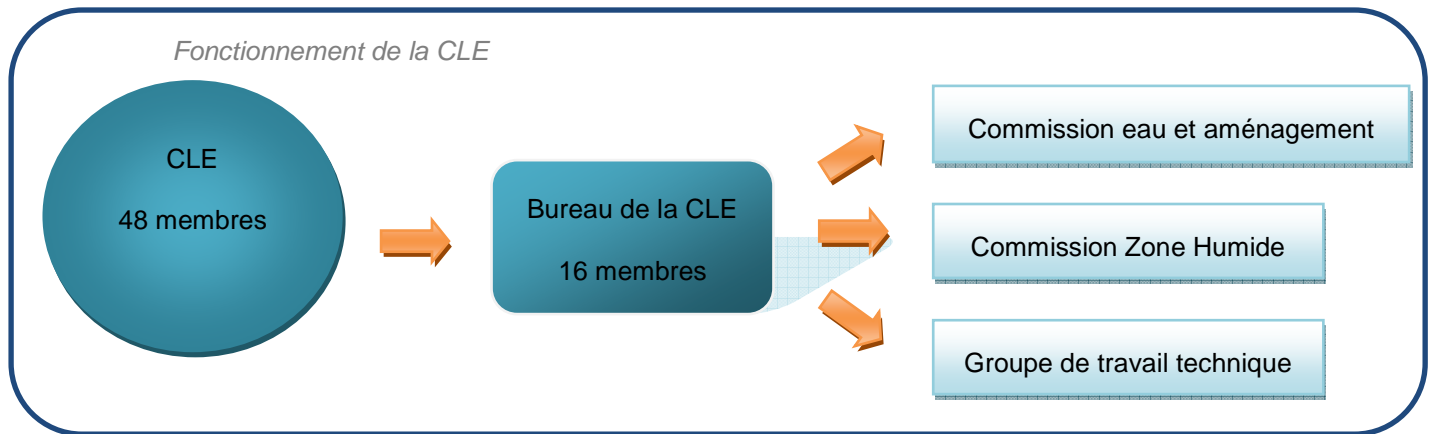 Fonctionnement de la CLE
CLE
48 membres
Bureau de la CLE
16 membres
Commission eau et aménagement
Commission Zone Humide
Groupe de travail technique